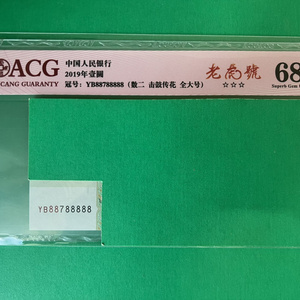 ACG
CANG GUARANTY
中国人民银行
2019年壹圆
冠号：YB88788888（数二 击鼓传花 全大号）
老虎號
☆☆☆
68
Superb Gem
YB88788888